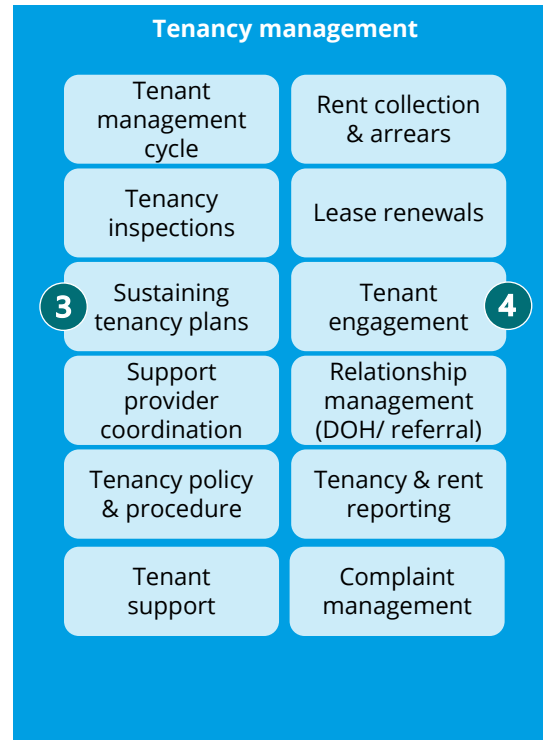 Tenancy management
Tenant
management
cycle
Rent collection
& arrears
Tenancy
inspections
Lease renewals
3
Sustaining
tenancy plans
Tenant
engagement
4
Support
provider
coordination
Relationship
management
(DOH/ referral)
Tenancy policy
& procedure
Tenancy & rent
reporting
Tenant
support
Complaint
management